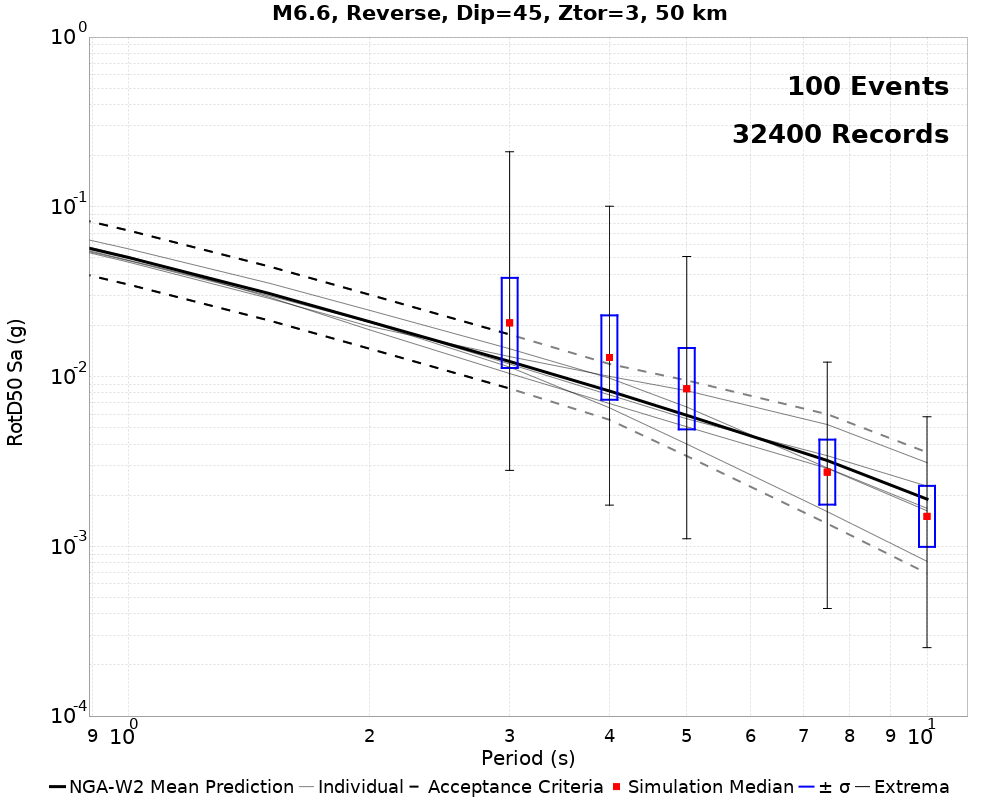 M6.6, Reverse, Dip=45, Ztor=3, 50 km
100 Events
32400 Records
RotD50 Sa (g)
10^0
10^-1
10^-2
10^-3
10^-4
9 10^0 2 3 4 5 6 7 8 9 10^1
Period (s)
NGA-W2 Mean Prediction Individual Acceptance Criteria Simulation Median ± σ Extrema